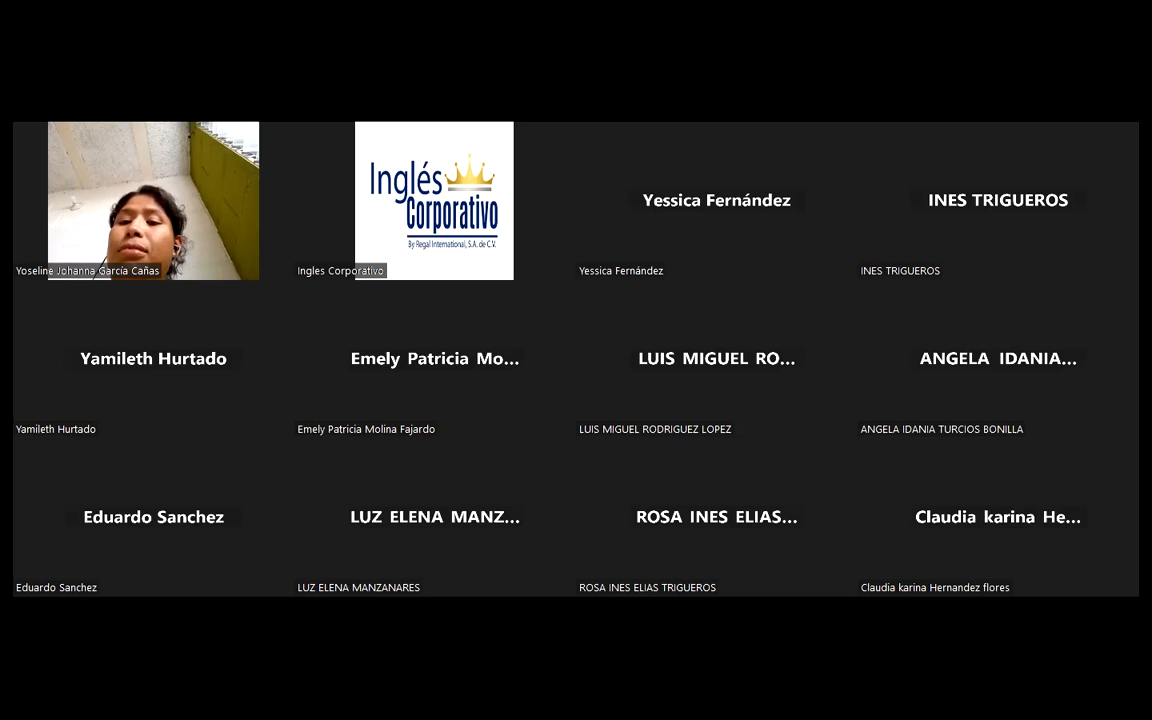 Yoseline Johanna García Cañas
Inglés
Corporativo
By Regal International, S.A. de C.V.
Ingles Corporativo
Yessica Fernández
Yessica Fernández
INES TRIGUEROS
INES TRIGUEROS
Yamileth Hurtado
Yamileth Hurtado
Emely Patricia Mo...
Emely Patricia Molina Fajardo
LUIS MIGUEL RO...
LUIS MIGUEL RODRIGUEZ LOPEZ
ANGELA IDANIA...
ANGELA IDANIA TURCIOS BONILLA
Eduardo Sanchez
Eduardo Sanchez
LUZ ELENA MANZ...
LUZ ELENA MANZANARES
ROSA INES ELIAS...
ROSA INES ELIAS TRIGUEROS
Claudia karina He...
Claudia karina Hernandez flores